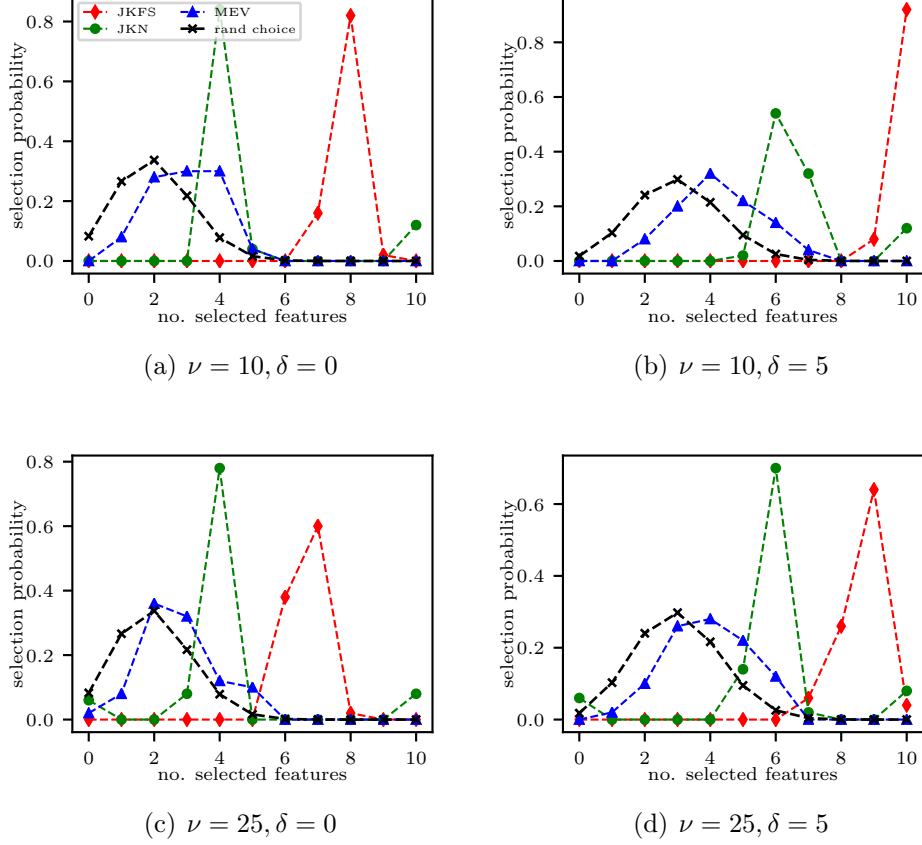 JKFS
JKN
MEV
rand choice
selection probability
0.8
0.6
0.4
0.2
0.0
0 2 4 6 8 10
no. selected features
(a) ν = 10, δ = 0
selection probability
0.8
0.6
0.4
0.2
0.0
0 2 4 6 8 10
no. selected features
(b) ν = 10, δ = 5
selection probability
0.8
0.6
0.4
0.2
0.0
0 2 4 6 8 10
no. selected features
(c) ν = 25, δ = 0
selection probability
0.6
0.4
0.2
0.0
0 2 4 6 8 10
no. selected features
(d) ν = 25, δ = 5